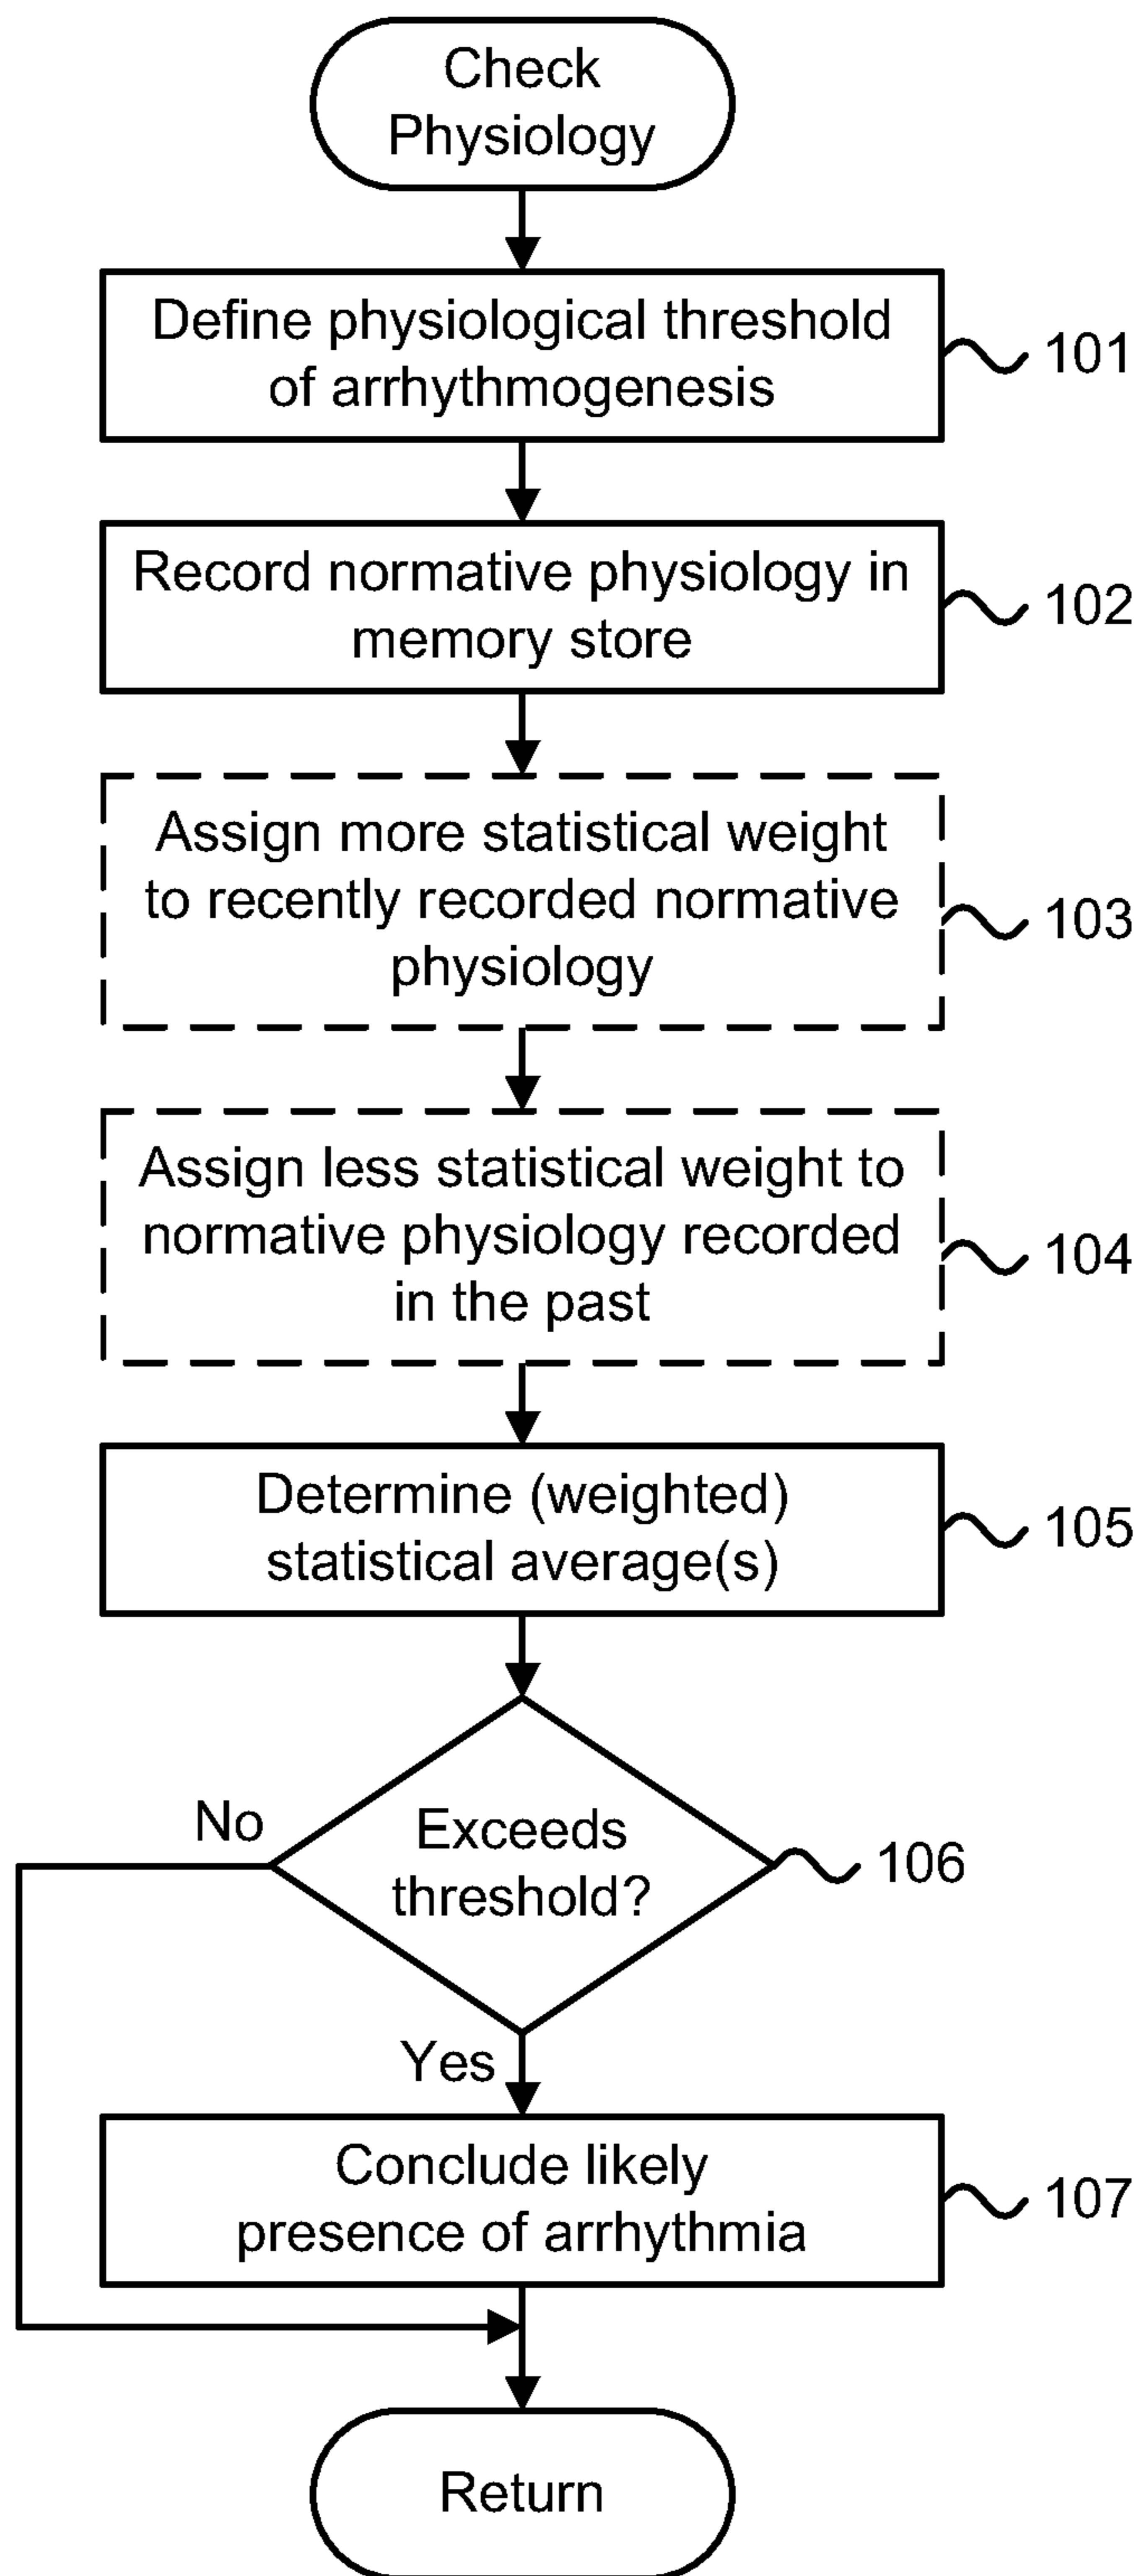 Check
Physiology
Define physiological threshold
of arrhythmogenesis
101
Record normative physiology in
memory store
102
Assign more statistical weight
to recently recorded normative
physiology
103
Assign less statistical weight to
normative physiology recorded
in the past
104
Determine (weighted)
statistical average(s)
105
No
Exceeds
threshold?
106
Yes
Conclude likely
presence of arrhythmia
107
Return